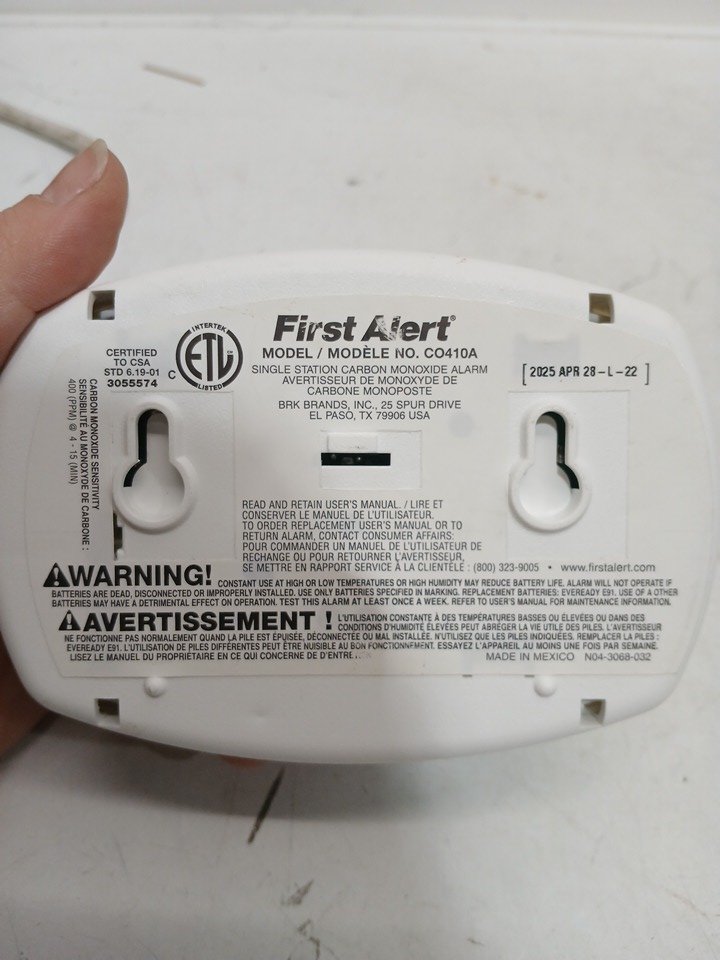 First Alert®
MODEL / MODÈLE NO. CO410A
SINGLE STATION CARBON MONOXIDE ALARM
AVERTISSEUR DE MONOXYDE DE
CARBONE MONOPOSTE
BRK BRANDS, INC., 25 SPUR DRIVE
EL PASO, TX 79906 USA
CERTIFIED
TO CSA
STD 6.19-01
3055574
C
INTERTEK
ETL
LISTED
[ 2025 APR 28-L-22 ]
CARBON MONOXIDE SENSITIVITY
SENSIBILITÉ AU MONOXYDE DE CARBONE :
400 (PPM) @ 4 - 15 (MIN)
READ AND RETAIN USER'S MANUAL. / LIRE ET
CONSERVER LE MANUEL DE L'UTILISATEUR.
TO ORDER REPLACEMENT USER'S MANUAL OR TO
RETURN ALARM, CONTACT CONSUMER AFFAIRS:
POUR COMMANDER UN MANUEL DE L'UTILISATEUR DE
RECHANGE OU POUR RETOURNER L'AVERTISSEUR,
SE METTRE EN RAPPORT SERVICE À LA CLIENTÈLE : (800) 323-9005 • www.firstalert.com
WARNING! CONSTANT USE AT HIGH OR LOW TEMPERATURES OR HIGH HUMIDITY MAY REDUCE BATTERY LIFE. ALARM WILL NOT OPERATE IF
BATTERIES ARE DEAD, DISCONNECTED OR IMPROPERLY INSTALLED. USE ONLY BATTERIES SPECIFIED IN MARKING. REPLACEMENT BATTERIES: EVEREADY E91. USE OF A OTHER
BATTERIES MAY HAVE A DETRIMENTAL EFFECT ON OPERATION. TEST THIS ALARM AT LEAST ONCE A WEEK. REFER TO USER'S MANUAL FOR MAINTENANCE INFORMATION.
AVERTISSEMENT ! L'UTILISATION CONSTANTE À DES TEMPÉRATURES BASSES OU ÉLEVÉES OU DANS DES
CONDITIONS D'HUMIDITÉ ÉLEVÉES PEUT ABRÉGER LA VIE UTILE DES PILES. L'AVERTISSEUR
NE FONCTIONNE PAS NORMALEMENT QUAND LA PILE EST ÉPUISÉE, DÉCONNECTÉE OU MAL INSTALLÉE. N'UTILISEZ QUE LES PILES INDIQUÉES. REMPLACER LA PILES :
EVEREADY E91. L'UTILISATION DE PILES DIFFÉRENTES PEUT ÊTRE NUISIBLE AU BON FONCTIONNEMENT. ESSAYEZ L'APPAREIL AU MOINS UNE FOIS PAR SEMAINE.
LISEZ LE MANUEL DU PROPRIÉTAIRE EN CE QUI CONCERNE DE D'ENTRE MADE IN MEXICO N04-3068-032